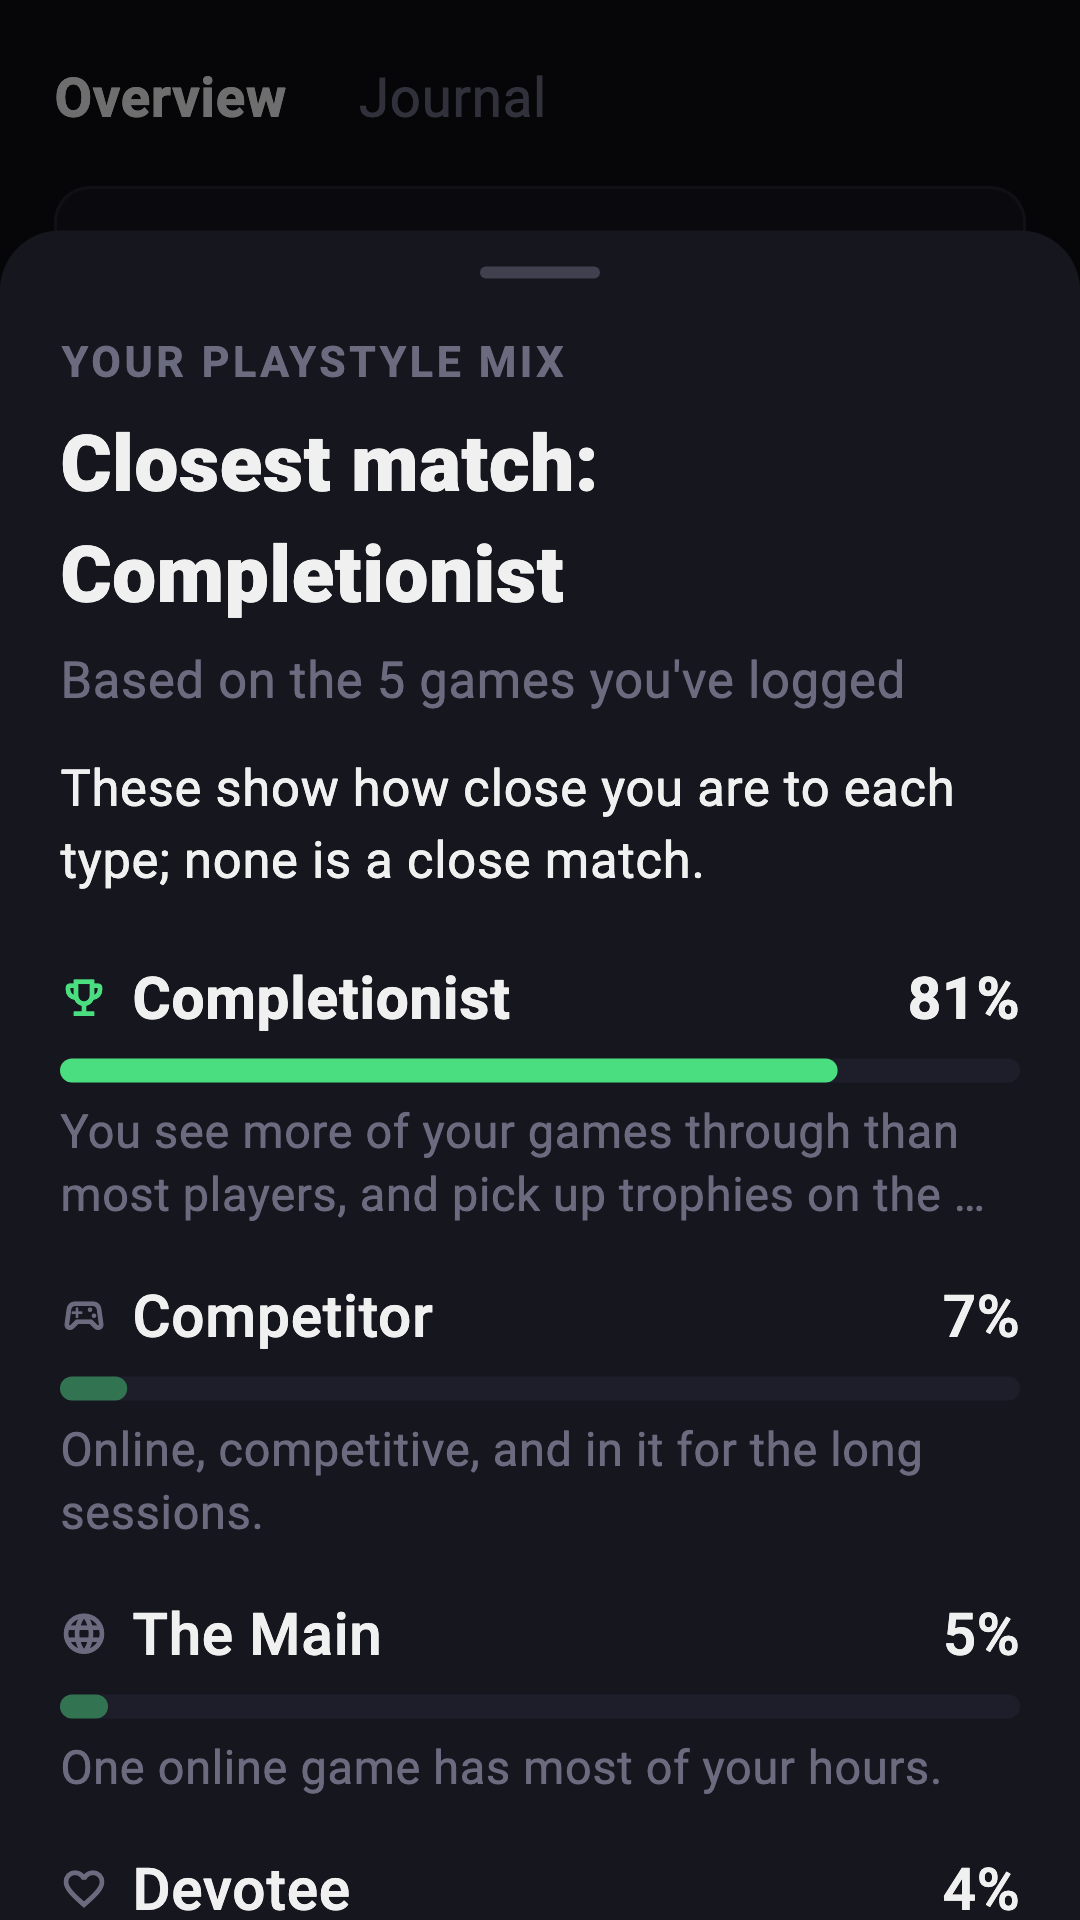 Overview Journal
YOUR PLAYSTYLE MIX
Closest match:
Completionist
Based on the 5 games you've logged
These show how close you are to each
type; none is a close match.
Completionist 81%
You see more of your games through than
most players, and pick up trophies on the …
Competitor 7%
Online, competitive, and in it for the long
sessions.
The Main 5%
One online game has most of your hours.
Devotee 4%